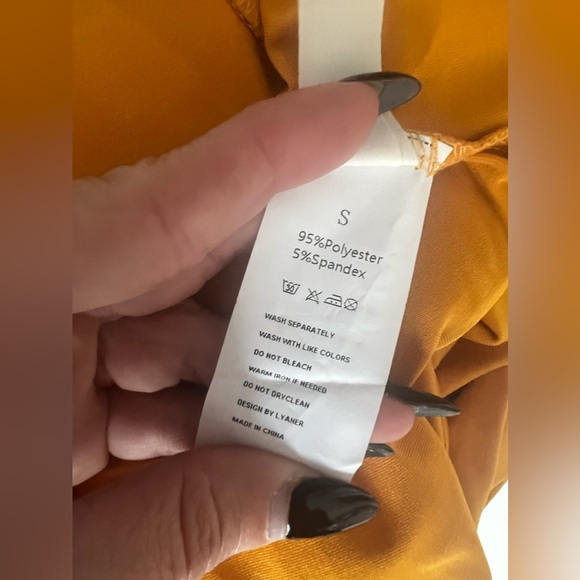 S
95%Polyester
5%Spandex
30
WASH SEPARATELY
WASH WITH LIKE COLORS
DO NOT BLEACH
WARM IRON IF NEEDED
DO NOT DRYCLEAN
DESIGN BY LYANER
MADE IN CHINA